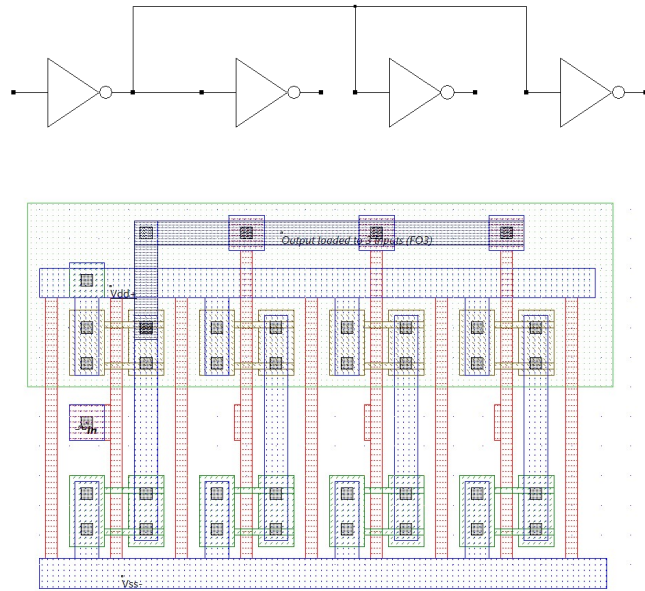 Output loaded to 3 inputs (FO3)
Vdd+
in
Vss-